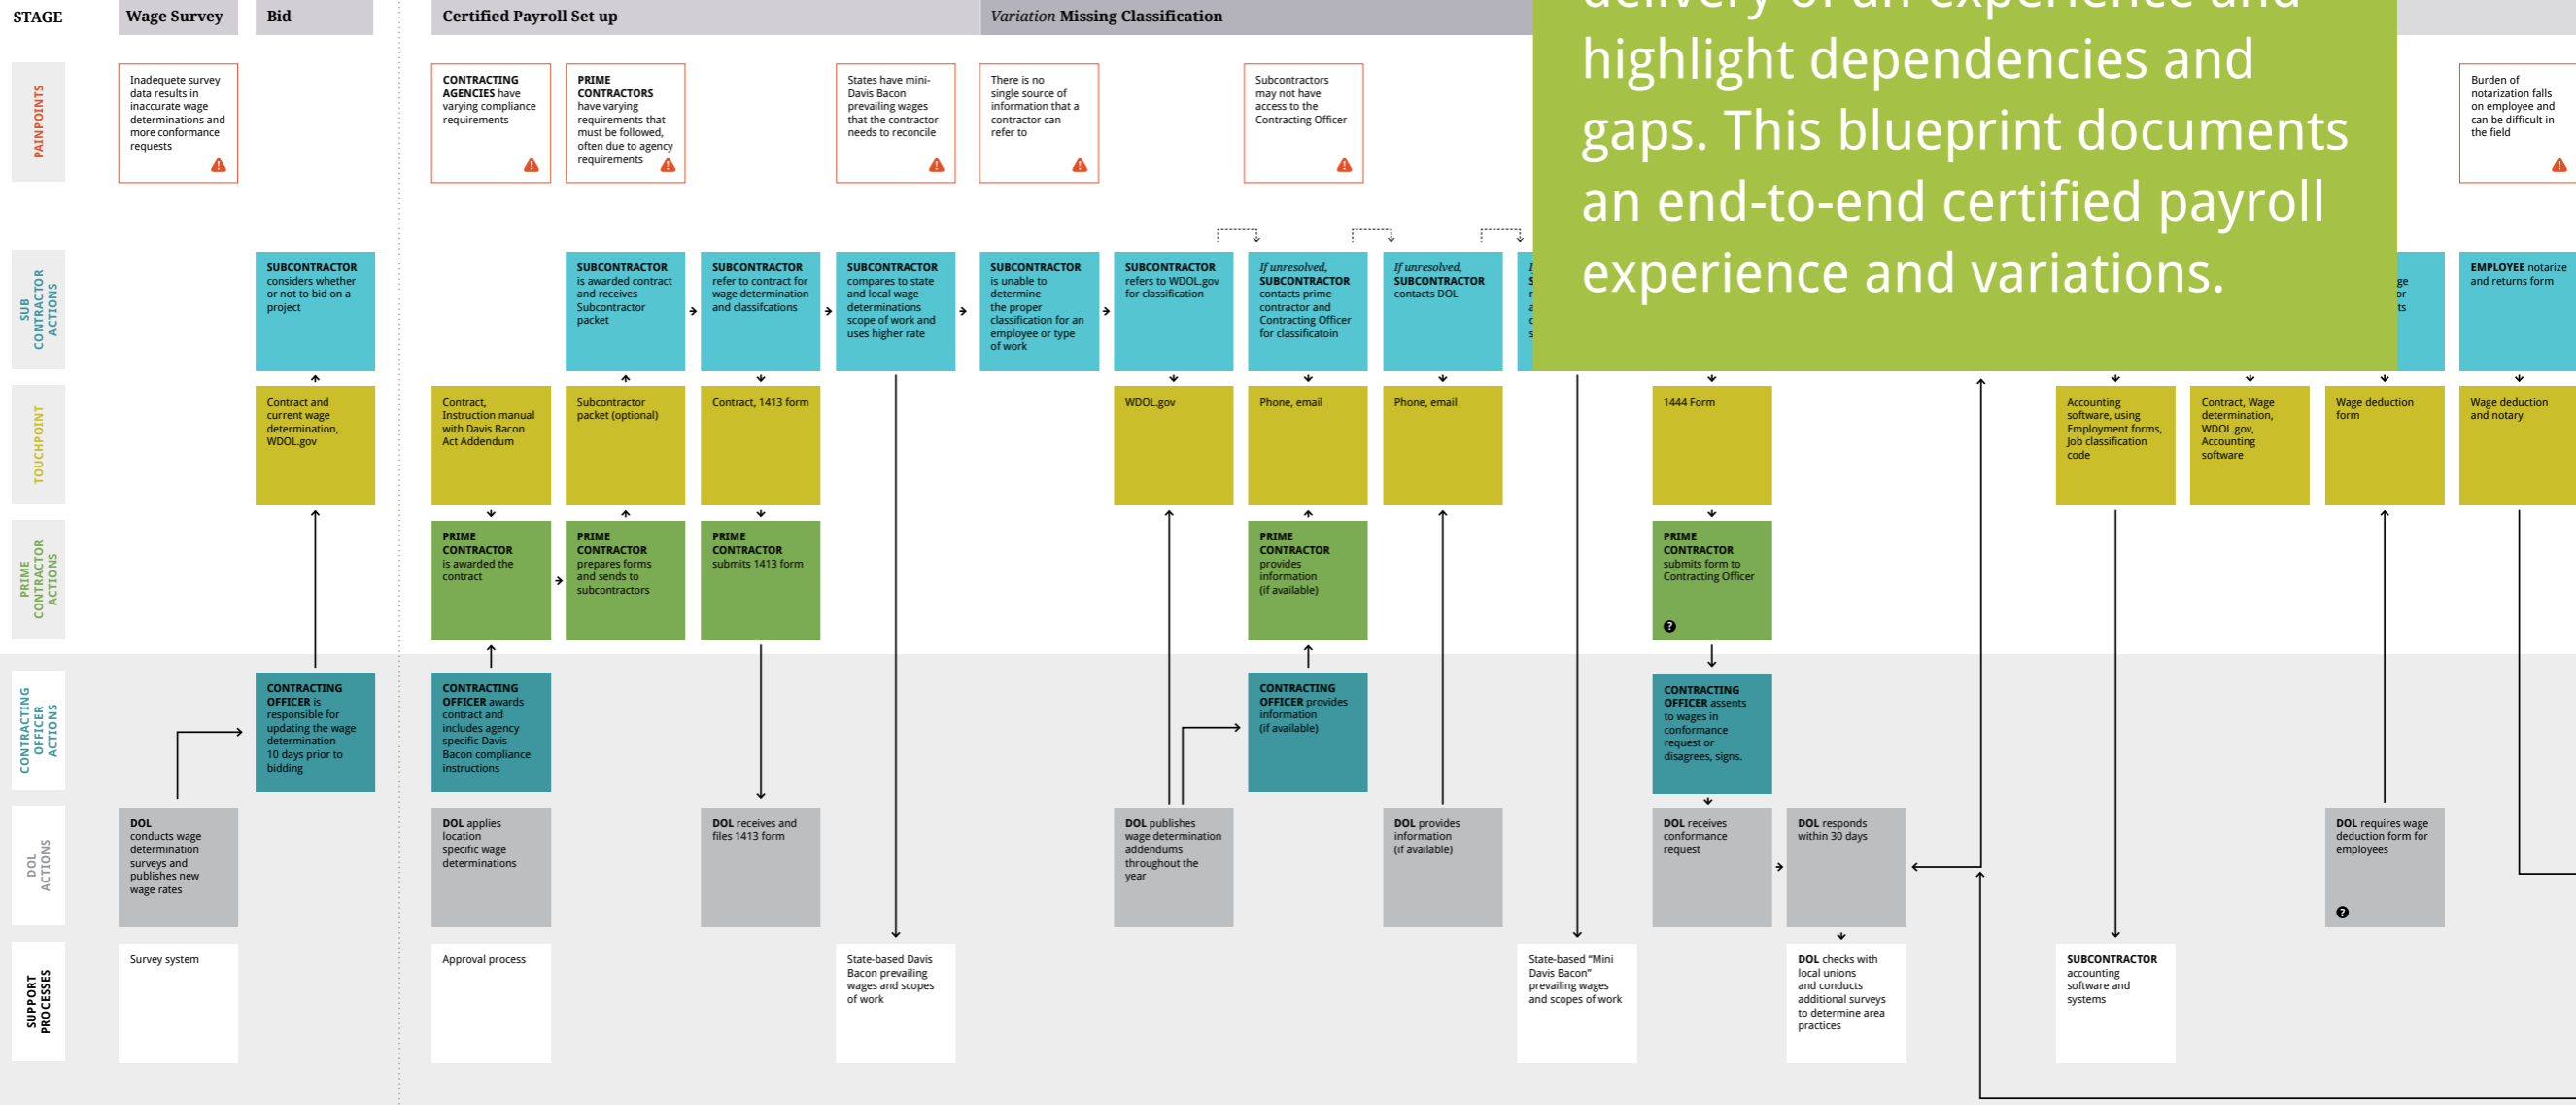 STAGE
Wage Survey
Bid
Certified Payroll Set up
Variation Missing Classification
delivery of an experience and
highlight dependencies and
gaps. This blueprint documents
an end-to-end certified payroll
experience and variations.
PAINPOINTS
Inadequete survey
data results in
inaccurate wage
determinations and
more conformance
requests
CONTRACTING
AGENCIES have
varying compliance
requirements
PRIME
CONTRACTORS
have varying
requirements that
must be followed,
often due to agency
requirements
States have mini-
Davis Bacon
prevailing wages
that the contractor
needs to reconcile
There is no
single source of
information that a
contractor can
refer to
Subcontractors
may not have
access to the
Contracting Officer
Burden of
notarization falls
on employee and
can be difficult in
the field
SUB
CONTRACTOR
ACTIONS
SUBCONTRACTOR
considers whether
or not to bid on a
project
SUBCONTRACTOR
is awarded contract
and receives
Subcontractor
packet
SUBCONTRACTOR
refer to contract for
wage determination
and classifcations
SUBCONTRACTOR
compares to state
and local wage
determinations
scope of work and
uses higher rate
SUBCONTRACTOR
is unable to
determine
the proper
classification for an
employee or type
of work
SUBCONTRACTOR
refers to WDOL.gov
for classification
If unresolved,
SUBCONTRACTOR
contacts prime
contractor and
Contracting Officer
for classificatoin
If unresolved,
SUBCONTRACTOR
contacts DOL
EMPLOYEE notarize
and returns form
TOUCHPOINT
Contract and
current wage
determination,
WDOL.gov
Contract,
Instruction manual
with Davis Bacon
Act Addendum
Subcontractor
packet (optional)
Contract, 1413 form
WDOL.gov
Phone, email
Phone, email
1444 Form
Accounting
software, using
Employment forms,
Job classification
code
Contract, Wage
determination,
WDOL.gov,
Accounting
software
Wage deduction
form
Wage deduction
and notary
PRIME
CONTRACTOR
ACTIONS
PRIME
CONTRACTOR
is awarded the
contract
PRIME
CONTRACTOR
prepares forms
and sends to
subcontractors
PRIME
CONTRACTOR
submits 1413 form
PRIME
CONTRACTOR
provides
information
(if available)
PRIME
CONTRACTOR
submits form to
Contracting Officer
?
CONTRACTING
OFFICER
ACTIONS
CONTRACTING
OFFICER is
responsible for
updating the wage
determination
10 days prior to
bidding
CONTRACTING
OFFICER awards
contract and
includes agency
specific Davis
Bacon compliance
instructions
CONTRACTING
OFFICER provides
information
(if available)
CONTRACTING
OFFICER assents
to wages in
conformance
request or
disagrees, signs.
DOL
ACTIONS
DOL
conducts wage
determination
surveys and
publishes new
wage rates
DOL applies
location
specific wage
determinations
DOL receives and
files 1413 form
DOL publishes
wage determination
addendums
throughout the
year
DOL provides
information
(if available)
DOL receives
conformance
request
DOL responds
within 30 days
DOL requires wage
deduction form for
employees
?
SUPPORT
PROCESSES
Survey system
Approval process
State-based Davis
Bacon prevailing
wages and scopes
of work
State-based “Mini
Davis Bacon”
prevailing wages
and scopes of work
DOL checks with
local unions
and conducts
additional surveys
to determine area
practices
SUBCONTRACTOR
accounting
software and
systems